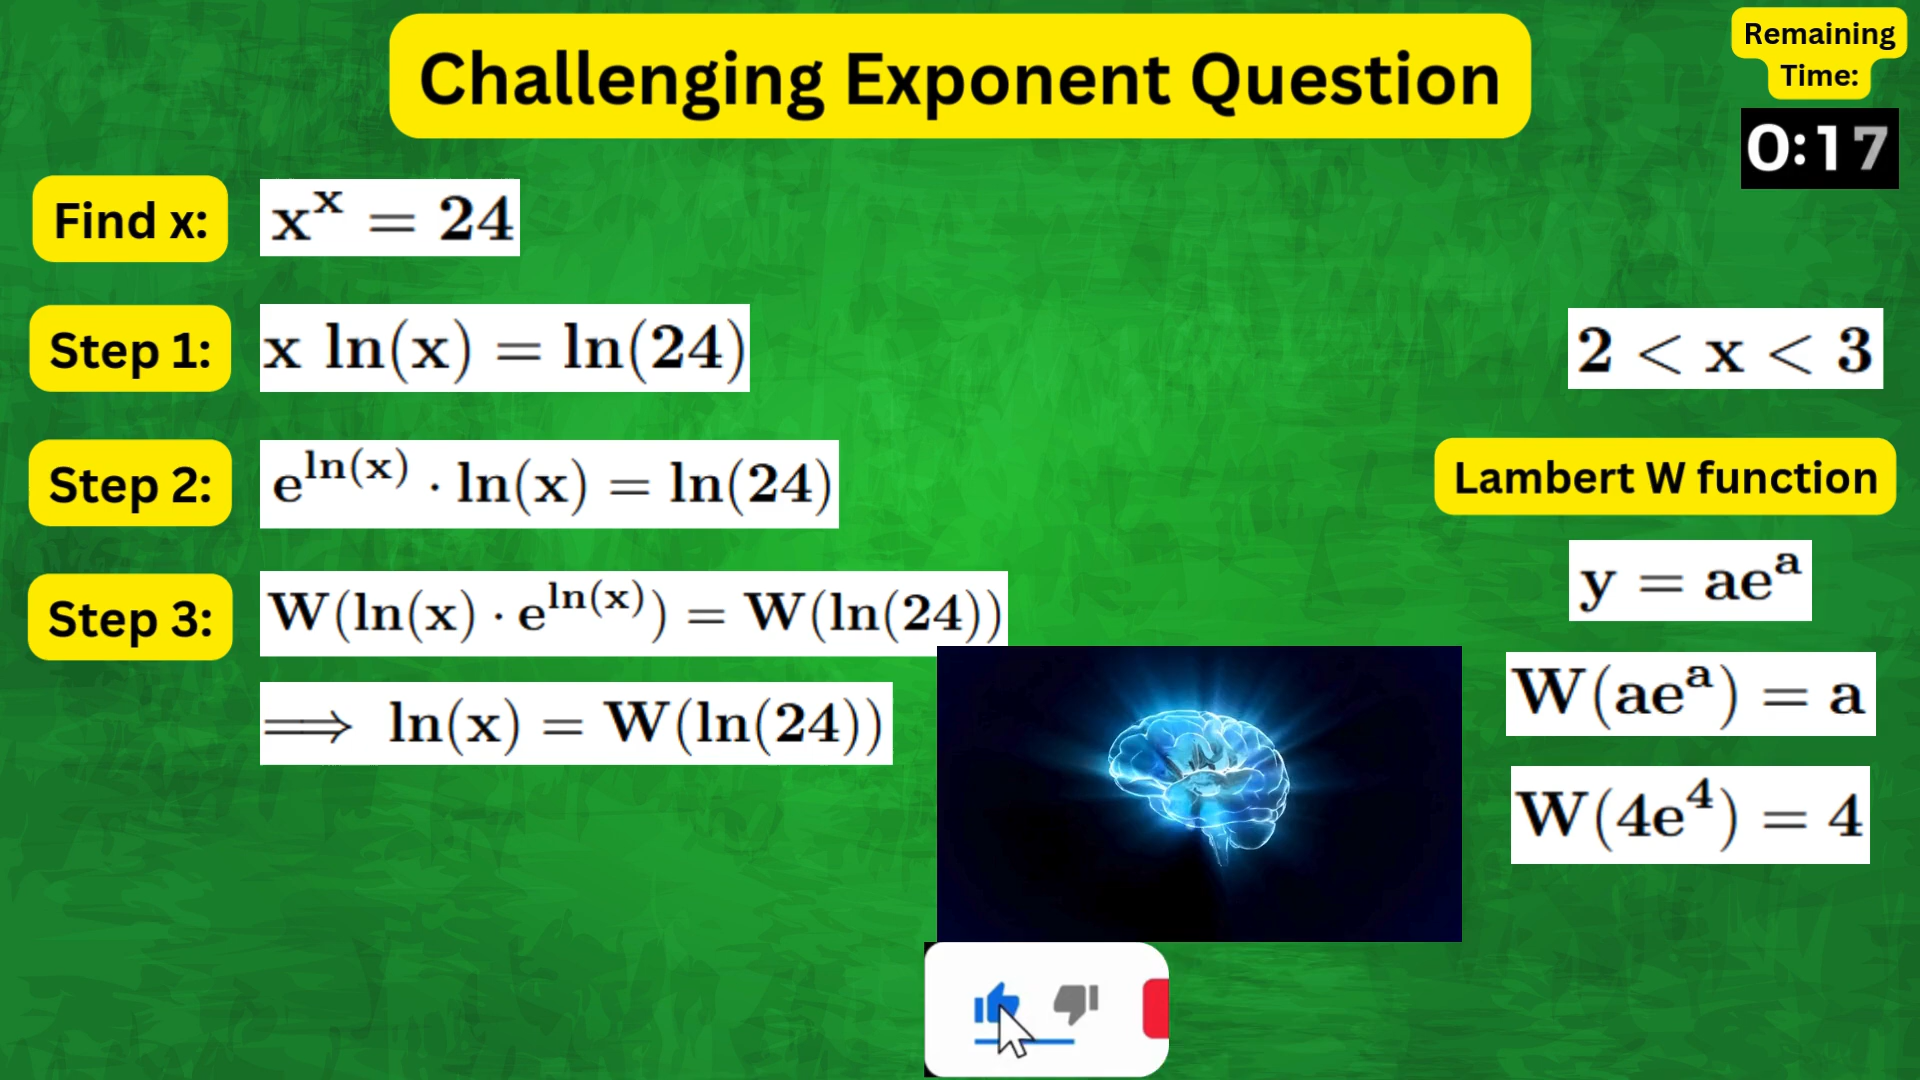 Challenging Exponent Question
Remaining
Time:
0:17
Find x:
x^x = 24
Step 1:
x ln(x) = ln(24)
2 < x < 3
Step 2:
e^ln(x) · ln(x) = ln(24)
Lambert W function
Step 3:
W(ln(x) · e^ln(x)) = W(ln(24))
y = ae^a
⟹ ln(x) = W(ln(24))
W(ae^a) = a
W(4e^4) = 4